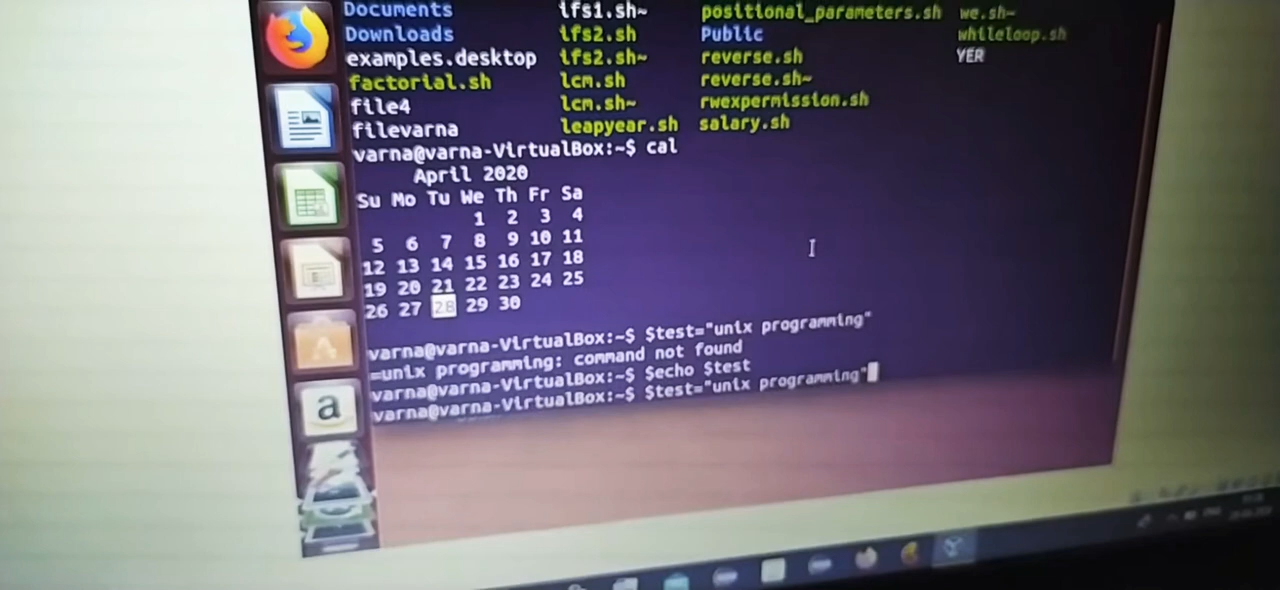 Documents ifs1.sh~ positional_parameters.sh we.sh~
Downloads ifs2.sh Public whileloop.sh
examples.desktop ifs2.sh~ reverse.sh YER
factorial.sh lcm.sh reverse.sh~
file4 lcm.sh~ rwexpermission.sh
filevarna leapyear.sh salary.sh
varna@varna-VirtualBox:~$ cal
April 2020
Su Mo Tu We Th Fr Sa
1 2 3 4
5 6 7 8 9 10 11
12 13 14 15 16 17 18
19 20 21 22 23 24 25
26 27 28 29 30
varna@varna-VirtualBox:~$ $test="unix programming"
=unix programming: command not found
varna@varna-VirtualBox:~$ $echo $test
varna@varna-VirtualBox:~$ $test="unix programming"
a